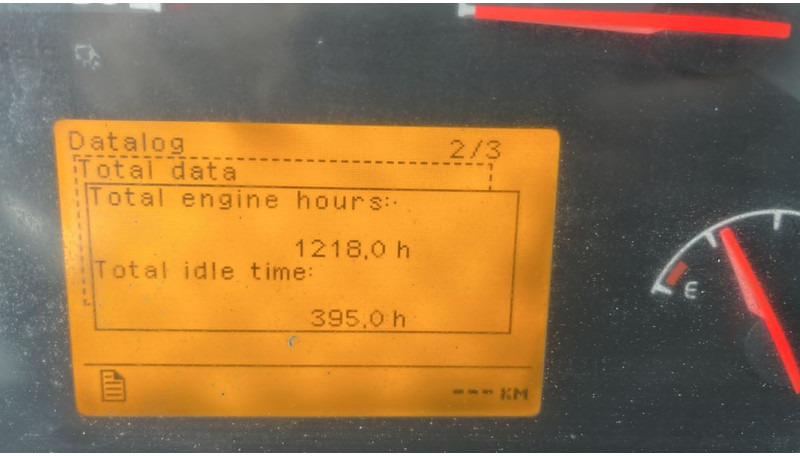 Datalog 2/3
Total data
Total engine hours:
1218.0 h
Total idle time:
395.0 h
--- KM
E